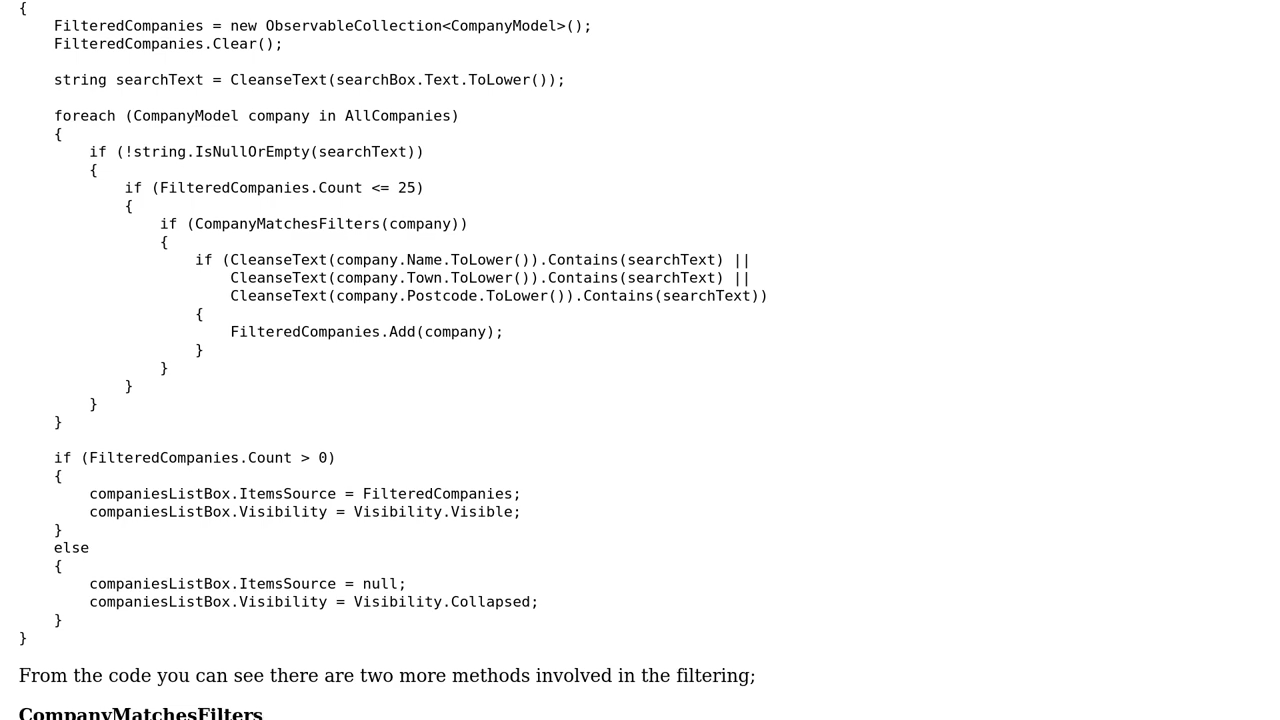 {
    FilteredCompanies = new ObservableCollection<CompanyModel>();
    FilteredCompanies.Clear();

    string searchText = CleanseText(searchBox.Text.ToLower());

    foreach (CompanyModel company in AllCompanies)
    {
        if (!string.IsNullOrEmpty(searchText))
        {
            if (FilteredCompanies.Count <= 25)
            {
                if (CompanyMatchesFilters(company))
                {
                    if (CleanseText(company.Name.ToLower()).Contains(searchText) ||
                        CleanseText(company.Town.ToLower()).Contains(searchText) ||
                        CleanseText(company.Postcode.ToLower()).Contains(searchText))
                    {
                        FilteredCompanies.Add(company);
                    }
                }
            }
        }
    }

    if (FilteredCompanies.Count > 0)
    {
        companiesListBox.ItemsSource = FilteredCompanies;
        companiesListBox.Visibility = Visibility.Visible;
    }
    else
    {
        companiesListBox.ItemsSource = null;
        companiesListBox.Visibility = Visibility.Collapsed;
    }
}
From the code you can see there are two more methods involved in the filtering;
CompanyMatchesFilters